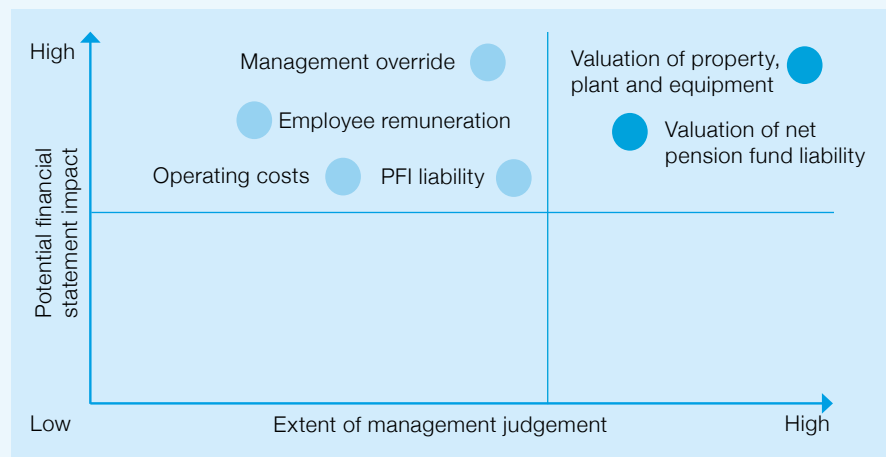 High
Management override
Valuation of property,
plant and equipment
Employee remuneration
Valuation of net
pension fund liability
Operating costs
PFI liability
Potential financial
statement impact
Low
Extent of management judgement
High